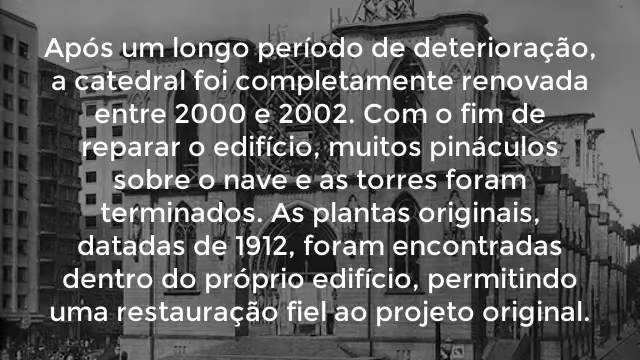 Após um longo período de deterioração,
a catedral foi completamente renovada
entre 2000 e 2002. Com o fim de
reparar o edifício, muitos pináculos
sobre o nave e as torres foram
terminados. As plantas originais,
datadas de 1912, foram encontradas
dentro do próprio edifício, permitindo
uma restauração fiel ao projeto original.